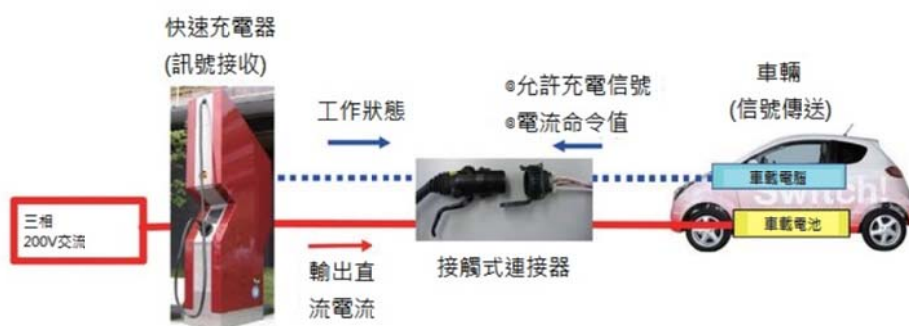 快速充電器
(訊號接收)
工作狀態
◎允許充電信號
◎電流命令值
車輛
(信號傳送)
車載電腦
Switch!
車載電池
三相
200V交流
輸出直
流電流
接觸式連接器